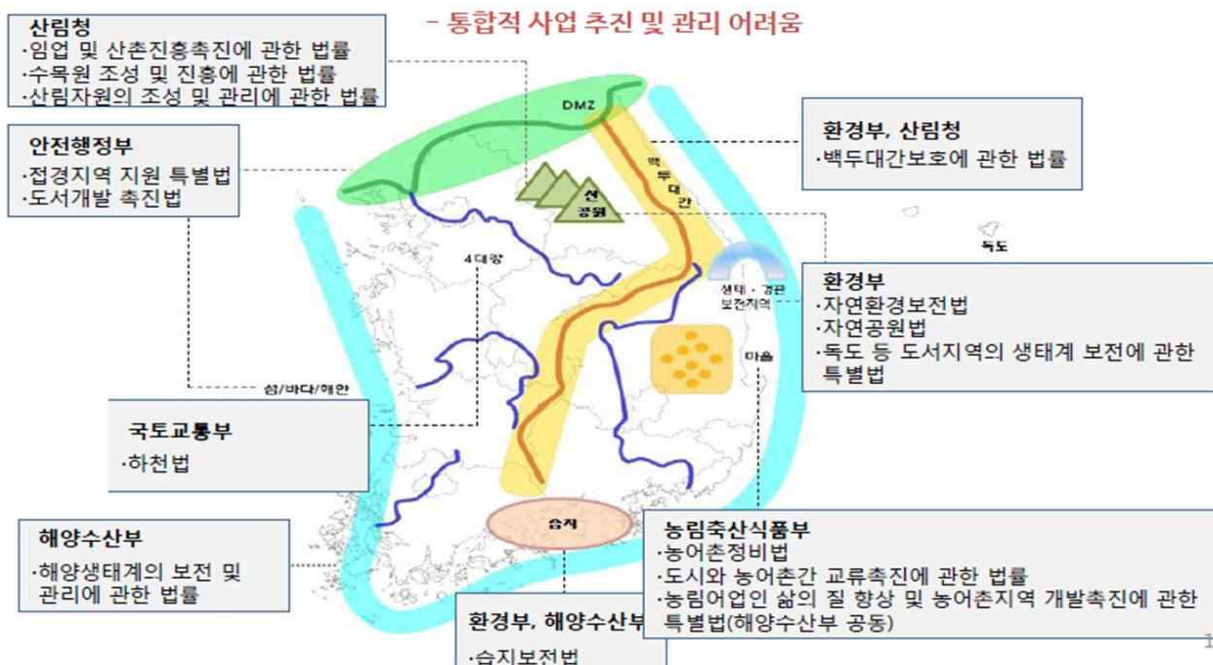 - 통합적 사업 추진 및 관리 어려움
산림청
·임업 및 산촌진흥촉진에 관한 법률
·수목원 조성 및 진흥에 관한 법률
·산림자원의 조성 및 관리에 관한 법률
안전행정부
·접경지역 지원 특별법
·도서개발 촉진법
DMZ
백두대간
산
공원
환경부, 산림청
·백두대간보호에 관한 법률
독도
4대강
생태·경관
보전지역
환경부
·자연환경보전법
·자연공원법
·독도 등 도서지역의 생태계 보전에 관한
특별법
마을
섬/바다/해안
국토교통부
·하천법
해양수산부
·해양생태계의 보전 및
관리에 관한 법률
습지
농림축산식품부
·농어촌정비법
·도시와 농어촌간 교류촉진에 관한 법률
·농림어업인 삶의 질 향상 및 농어촌지역 개발촉진에 관한
특별법(해양수산부 공동)
환경부, 해양수산부
·습지보전법
1